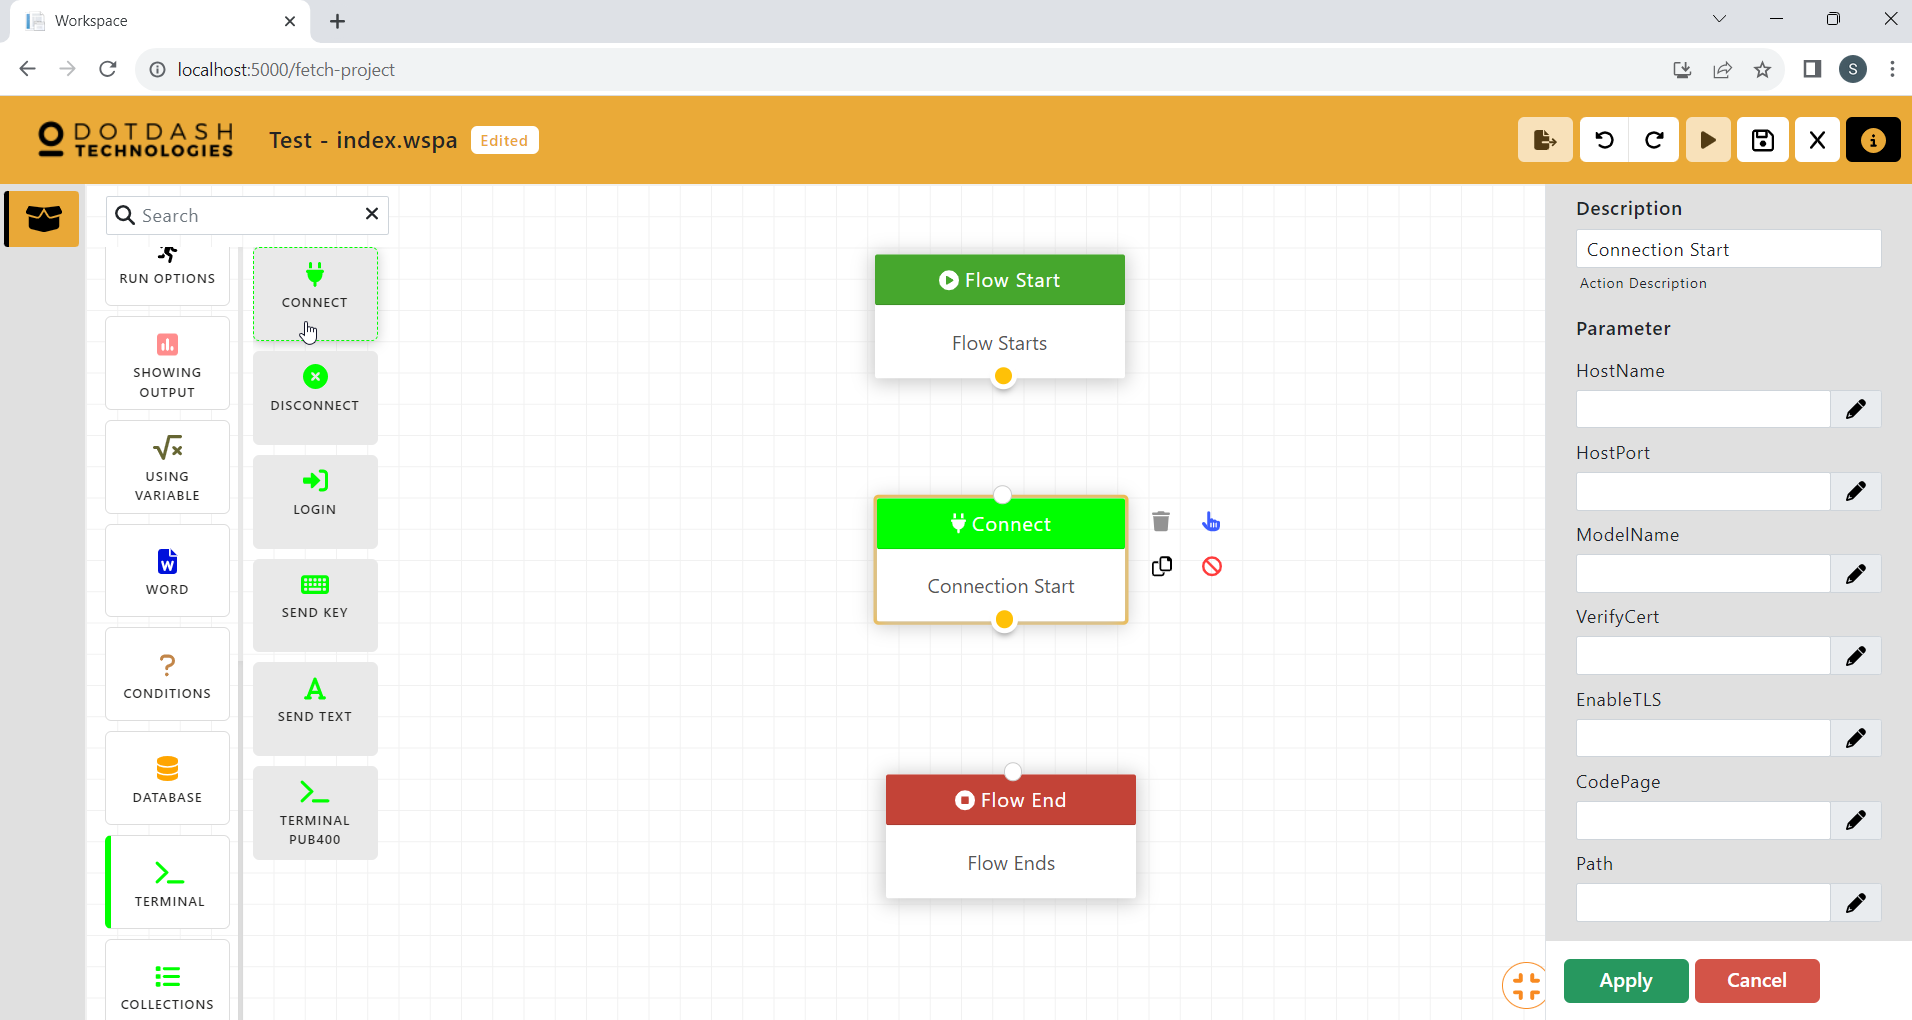 Workspace
localhost:5000/fetch-project
S
DOTDASH
TECHNOLOGIES
Test - index.wspa
Edited
Search
RUN OPTIONS
SHOWING
OUTPUT
USING
VARIABLE
W
WORD
?
CONDITIONS
DATABASE
TERMINAL
COLLECTIONS
CONNECT
DISCONNECT
LOGIN
SEND KEY
A
SEND TEXT
TERMINAL
PUB400
Flow Start
Flow Starts
Connect
Connection Start
Flow End
Flow Ends
Description
Connection Start
Action Description
Parameter
HostName
HostPort
ModelName
VerifyCert
EnableTLS
CodePage
Path
Apply
Cancel